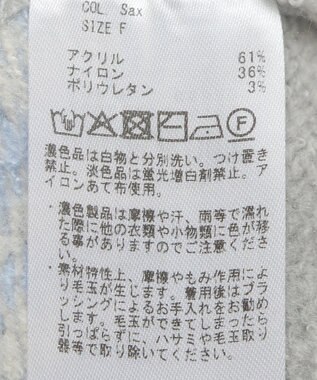 COL. Sax
SIZE F
アクリル 61%
ナイロン 36%
ポリウレタン 3%
濃色品は白物と分別洗い。つけ置き
禁止。淡色品は蛍光増白剤禁止。ア
イロンあて布使用。
・濃色製品は摩擦や汗、雨等で濡れ
た際に他の衣類や小物類に色が移
る事がありますのでご注意くださ
い。
・素材特性上、摩擦やもみ作用によ
り毛玉が生じます。着用後はブラ
ッシングによるお手入れをお勧め
します。毛玉ができてしまったら
引っぱらずに、ハサミや毛玉取り
器等で取り除いてください。